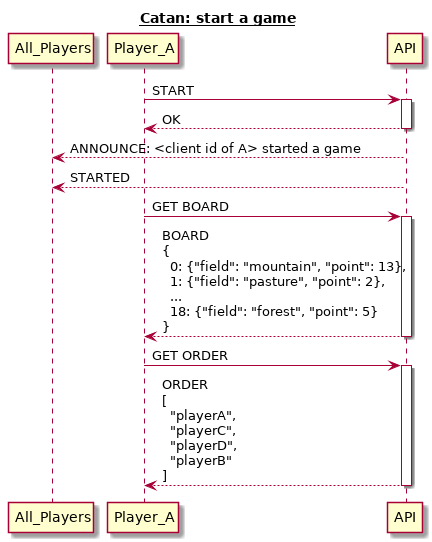 Catan: start a game
All_Players Player_A API
START
OK
ANNOUNCE: <client id of A> started a game
STARTED
GET BOARD
BOARD
{
0: {"field": "mountain", "point": 13},
1: {"field": "pasture", "point": 2},
...
18: {"field": "forest", "point": 5}
}
GET ORDER
ORDER
[
"playerA",
"playerC",
"playerD",
"playerB"
]
All_Players Player_A API